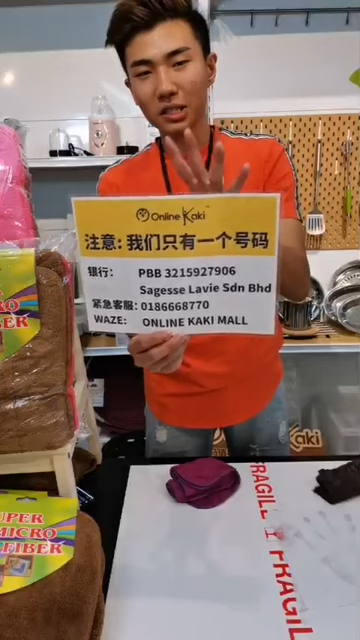 Online Kaki
注意: 我们只有一个号码
银行: PBB 3215927906
Sagesse Lavie Sdn Bhd
紧急客服: 0186668770
WAZE: ONLINE KAKI MALL
Kaki
SUPER
MICRO
FIBER
FRAGILE
FRAGILE